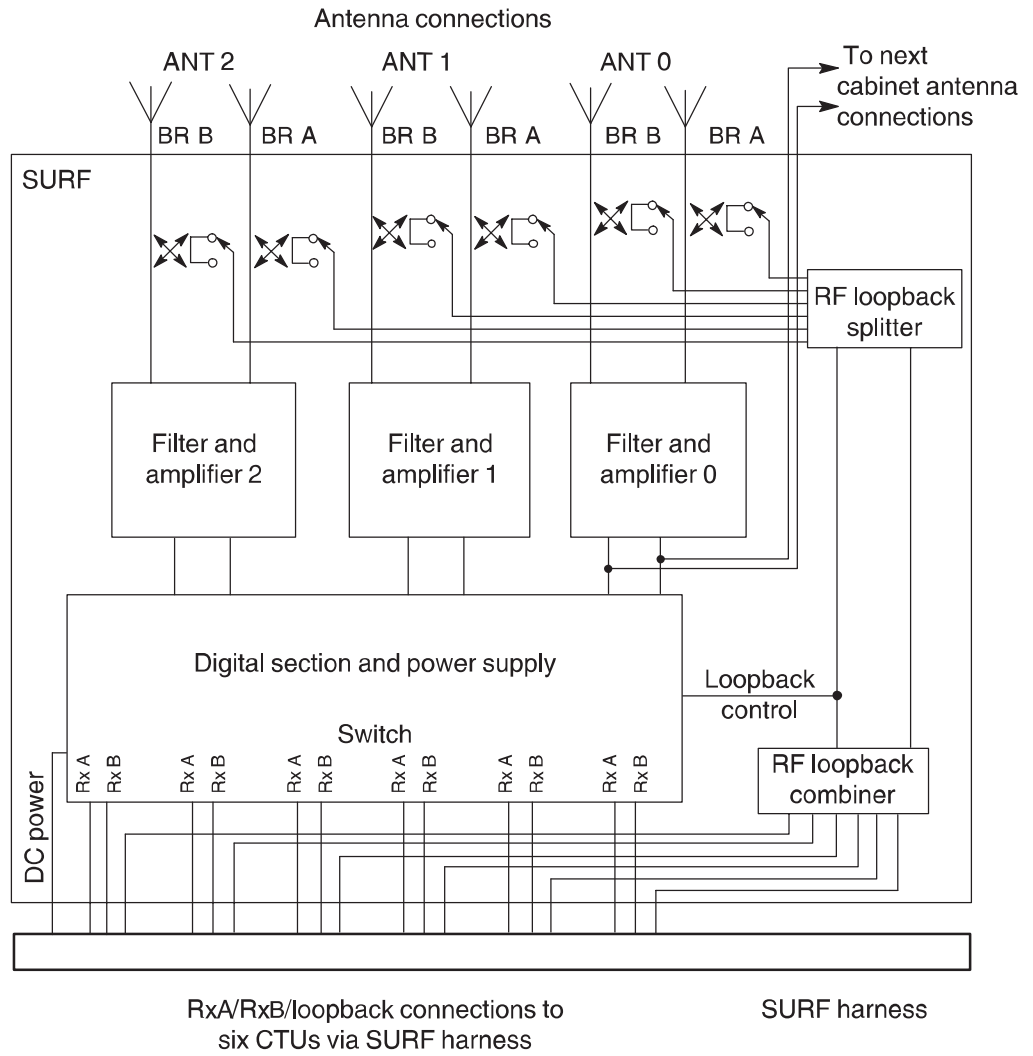 Antenna connections
ANT 2
ANT 1
ANT 0
To next
cabinet antenna
connections
BR B
BR A
BR B
BR A
BR B
BR A
SURF
RF loopback
splitter
Filter and
amplifier 2
Filter and
amplifier 1
Filter and
amplifier 0
Digital section and power supply
Loopback
control
Switch
RF loopback
combiner
DC power
Rx A
Rx B
Rx A
Rx B
Rx A
Rx B
Rx A
Rx B
Rx A
Rx B
Rx A
Rx B
RxA/RxB/loopback connections to
six CTUs via SURF harness
SURF harness